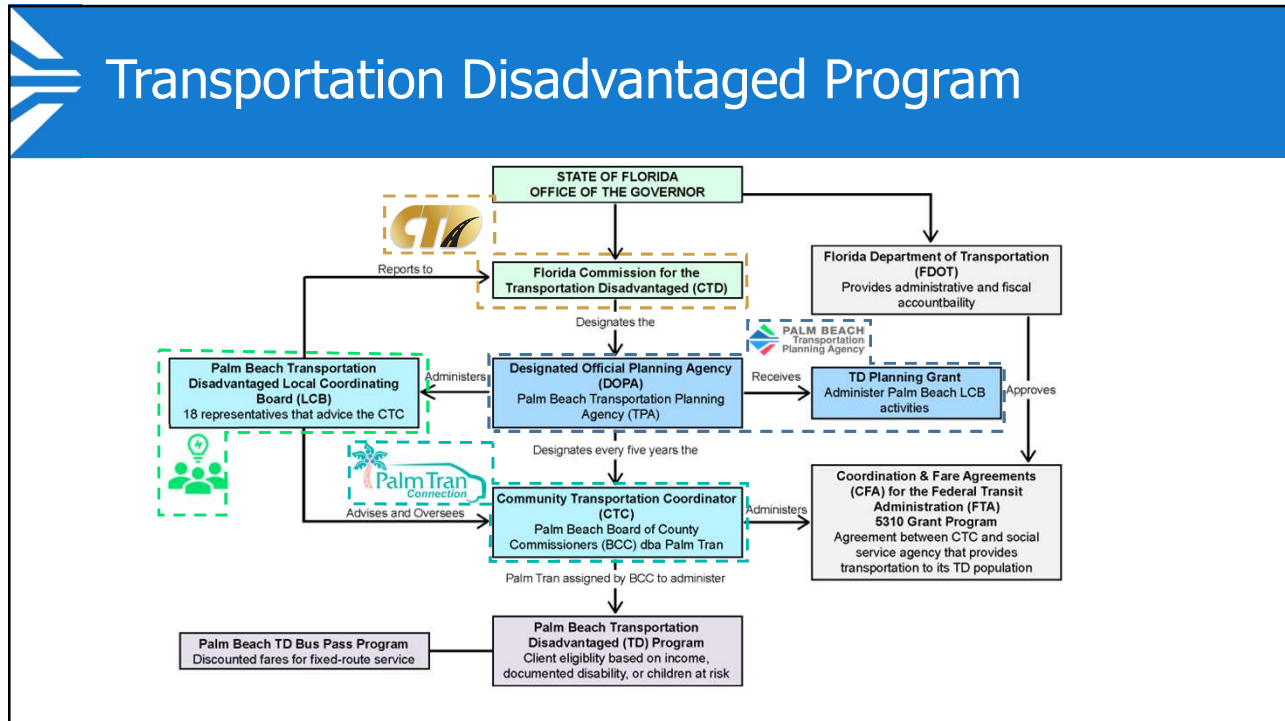 Transportation Disadvantaged Program
STATE OF FLORIDA
OFFICE OF THE GOVERNOR
CTD
Reports to
Florida Commission for the
Transportation Disadvantaged (CTD)
Florida Department of Transportation
(FDOT)
Provides administrative and fiscal
accountbaility
Designates the
PALM BEACH
Transportation
Planning Agency
Palm Beach Transportation
Disadvantaged Local Coordinating
Board (LCB)
18 representatives that advice the CTC
Administers
Designated Official Planning Agency
(DOPA)
Palm Beach Transportation Planning
Agency (TPA)
Receives
TD Planning Grant
Administer Palm Beach LCB
activities
Approves
Designates every five years the
PalmTran
Connection
Advises and Oversees
Community Transportation Coordinator
(CTC)
Palm Beach Board of County
Commissioners (BCC) dba Palm Tran
Administers
Coordination & Fare Agreements
(CFA) for the Federal Transit
Administration (FTA)
5310 Grant Program
Agreement between CTC and social
service agency that provides
transportation to its TD population
Palm Tran assigned by BCC to administer
Palm Beach TD Bus Pass Program
Discounted fares for fixed-route service
Palm Beach Transportation
Disadvantaged (TD) Program
Client eligiblity based on income,
documented disability, or children at risk